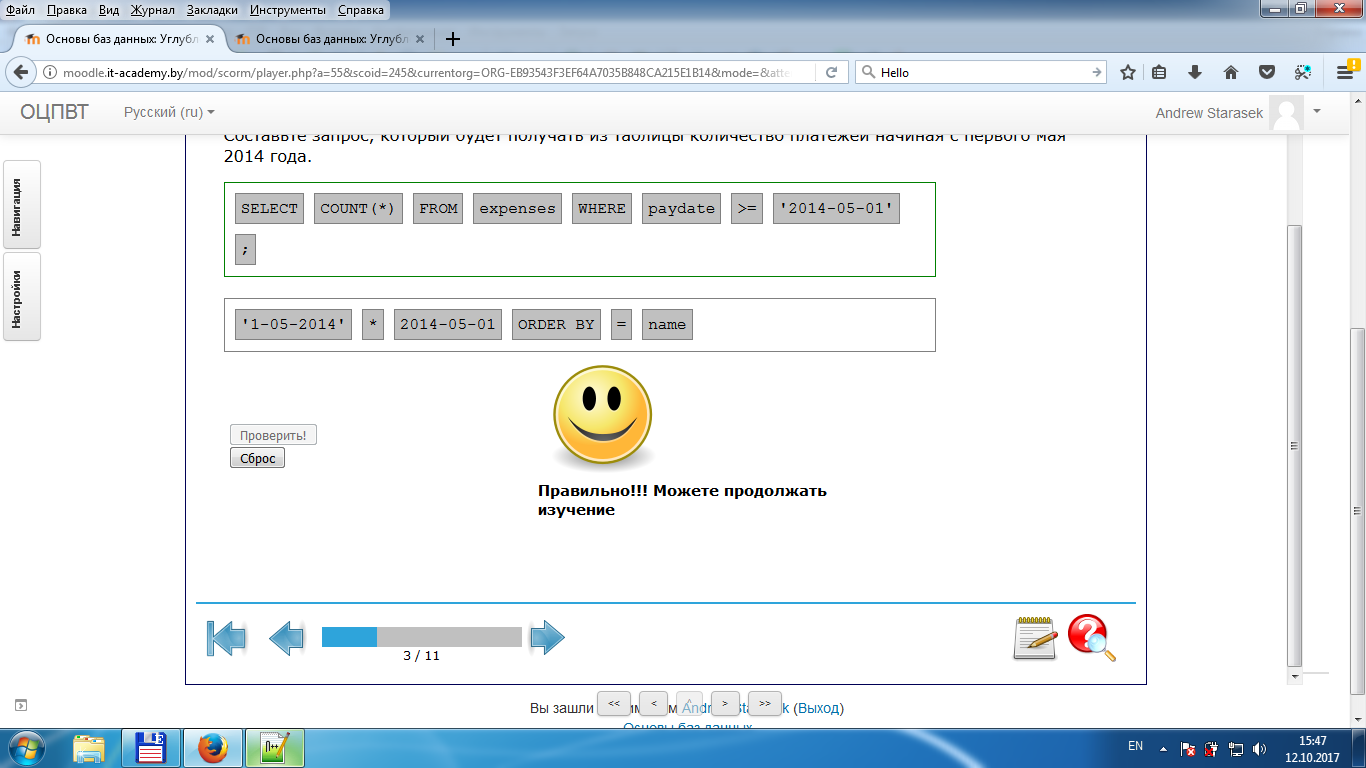 Файл Правка Вид Журнал Закладки Инструменты Справка
Основы баз данных: Углубл × Основы баз данных: Углубл × +
moodle.it-academy.by/mod/scorm/player.php?a=55&scoid=245&currentorg=ORG-EB93543F3EF64A7035B848CA215E1B14&mode=&atte Hello
ОЦПВТ Русский (ru) Andrew Starasek
Составьте запрос, который будет получать из таблицы количество платежей начиная с первого мая
2014 года.
Навигация
Настройки
SELECT COUNT(*) FROM expenses WHERE paydate >= '2014-05-01'
;
'1-05-2014' * 2014-05-01 ORDER BY = name
Проверить!
Сброс
Правильно!!! Можете продолжать
изучение
3 / 11
Вы зашли << < ^ > >> (Выход)
Основы баз данных
EN 15:47
12.10.2017